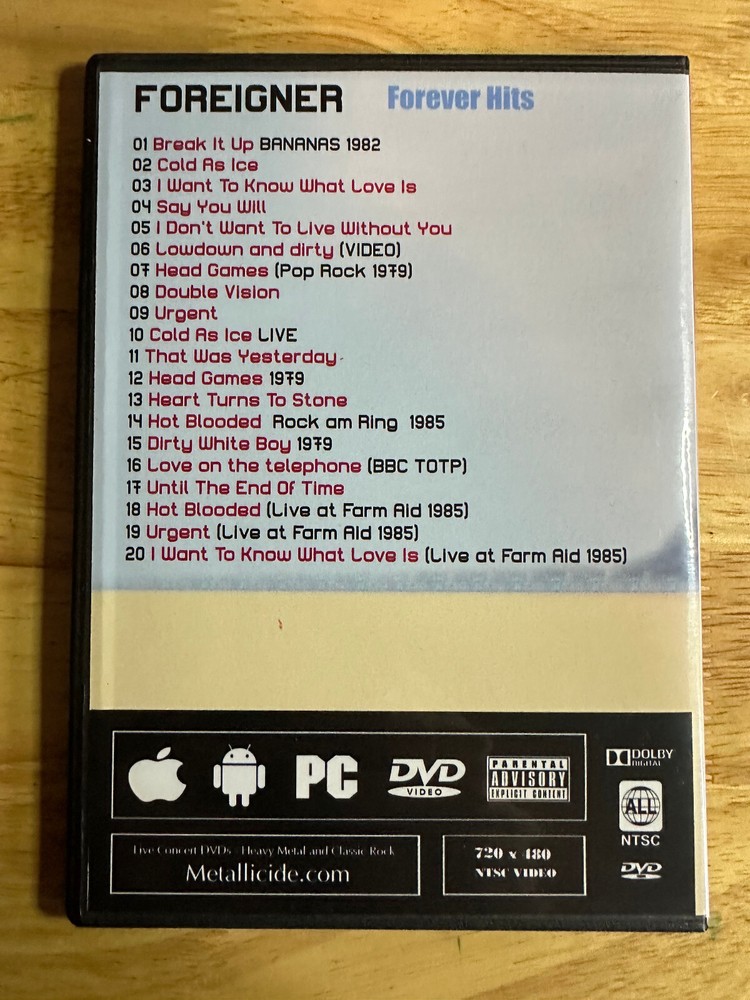 FOREIGNER Forever Hits
01 Break It Up BANANAS 1982
02 Cold As Ice
03 I Want To Know What Love Is
04 Say You Will
05 I Don't Want To Live Without You
06 Lowdown and dirty (VIDEO)
07 Head Games (Pop Rock 1979)
08 Double Vision
09 Urgent
10 Cold As Ice LIVE
11 That Was Yesterday-
12 Head Games 1979
13 Heart Turns To Stone
14 Hot Blooded Rock am Ring 1985
15 Dirty White Boy 1979
16 Love on the telephone (BBC TOTP)
17 Until The End Of Time
18 Hot Blooded (Live at Farm Aid 1985)
19 Urgent (Live at Farm Aid 1985)
20 I Want To Know What Love Is (Live at Farm Aid 1985)
PC
DVD
VIDEO
PARENTAL
ADVISORY
EXPLICIT CONTENT
DOLBY
DIGITAL
ALL
NTSC
DVD
Live Concert DVDs - Heavy Metal and Classic Rock
Metallicide.com
720 x 480
NTSC VIDEO